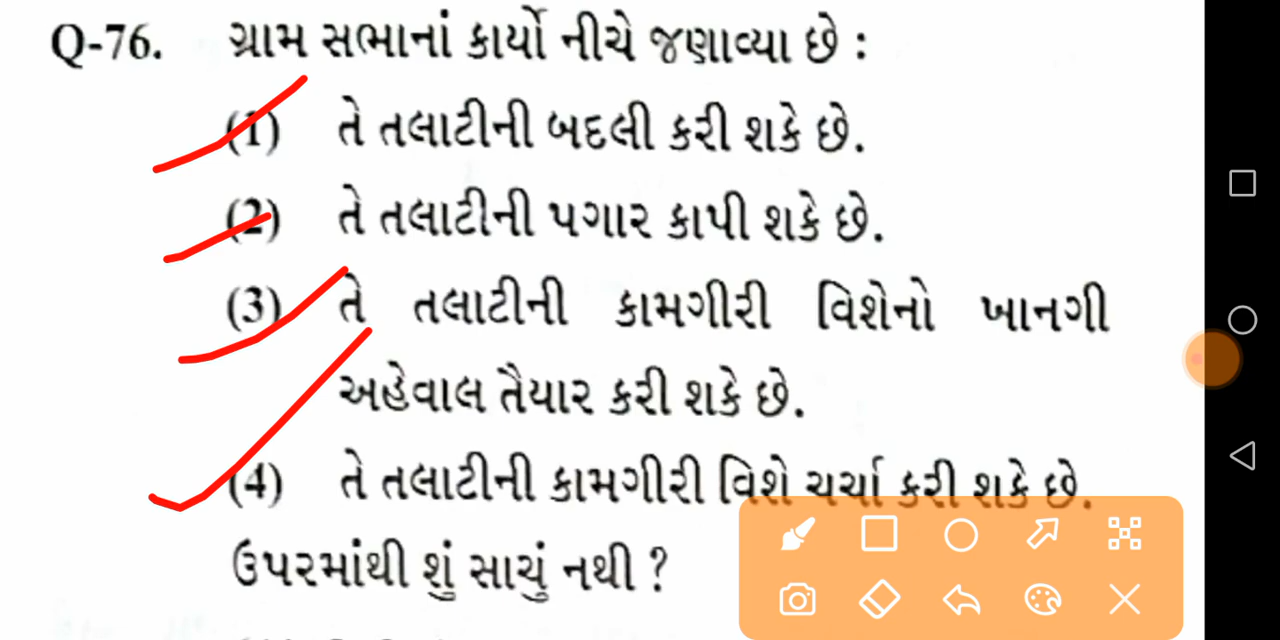 Q-76. ગ્રામ સભાનાં કાર્યો નીચે જણાવ્યા છે :
(1) તે તલાટીની બદલી કરી શકે છે.
(2) તે તલાટીની પગાર કાપી શકે છે.
(3) તે તલાટીની કામગીરી વિશેનો ખાનગી
અહેવાલ તૈયાર કરી શકે છે.
(4) તે તલાટીની કામગીરી વિશે ચર્ચા કરી શકે છે.
ઉપરમાંથી શું સાચું નથી ?